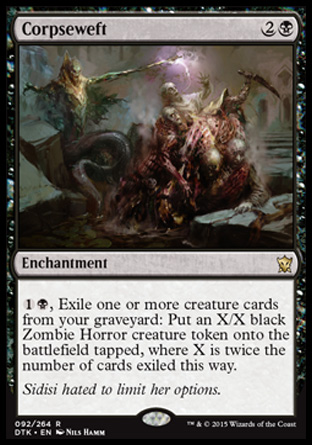 Corpseweft 2
Enchantment
1, Exile one or more creature cards
from your graveyard: Put an X/X black
Zombie Horror creature token onto the
battlefield tapped, where X is twice the
number of cards exiled this way.
Sidisi hated to limit her options.
092/264 R
DTK • EN NILS HAMM
™ & © 2015 Wizards of the Coast